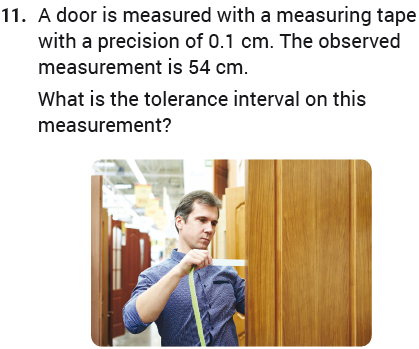 11. A door is measured with a measuring tape
with a precision of 0.1 cm. The observed
measurement is 54 cm.
What is the tolerance interval on this
measurement?